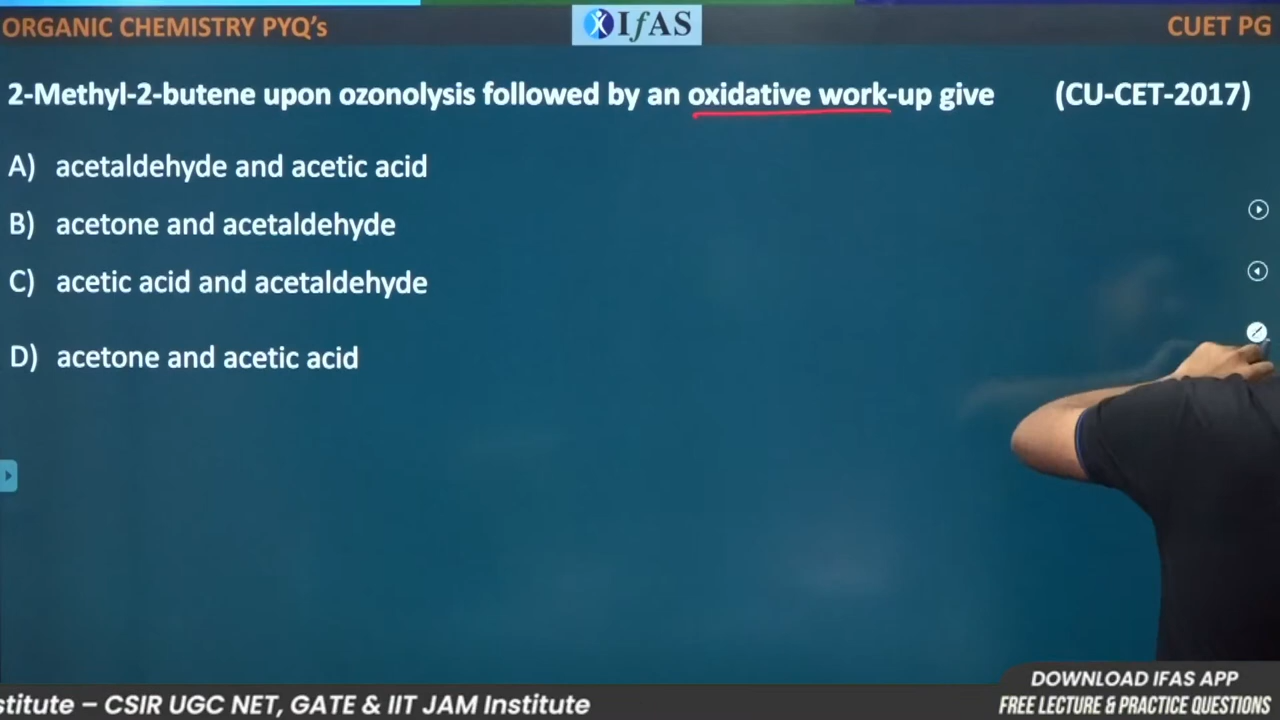 ORGANIC CHEMISTRY PYQ's
IfAS
CUET PG
2-Methyl-2-butene upon ozonolysis followed by an oxidative work-up give (CU-CET-2017)
A) acetaldehyde and acetic acid
B) acetone and acetaldehyde
C) acetic acid and acetaldehyde
D) acetone and acetic acid
DOWNLOAD IFAS APP
stitute – CSIR UGC NET, GATE & IIT JAM Institute
FREE LECTURE & PRACTICE QUESTIONS